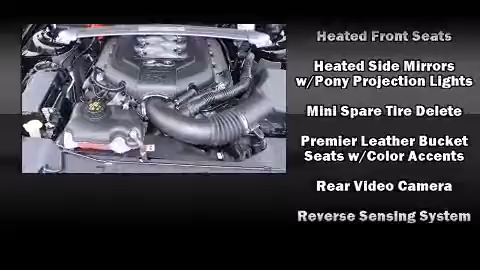 Heated Front Seats
Heated Side Mirrors
w/Pony Projection Lights
Mini Spare Tire Delete
Premier Leather Bucket
Seats w/Color Accents
Rear Video Camera
Reverse Sensing System